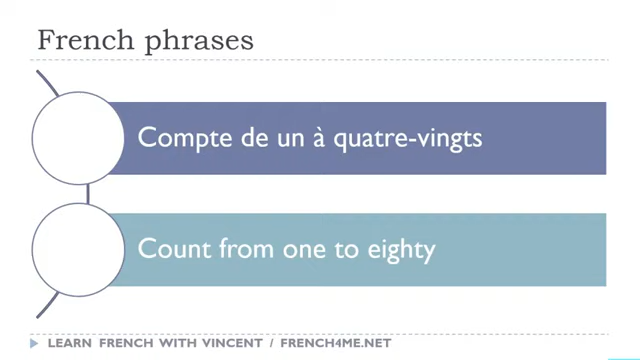 French phrases
Compte de un à quatre-vingts
Count from one to eighty
LEARN FRENCH WITH VINCENT / FRENCH4ME.NET